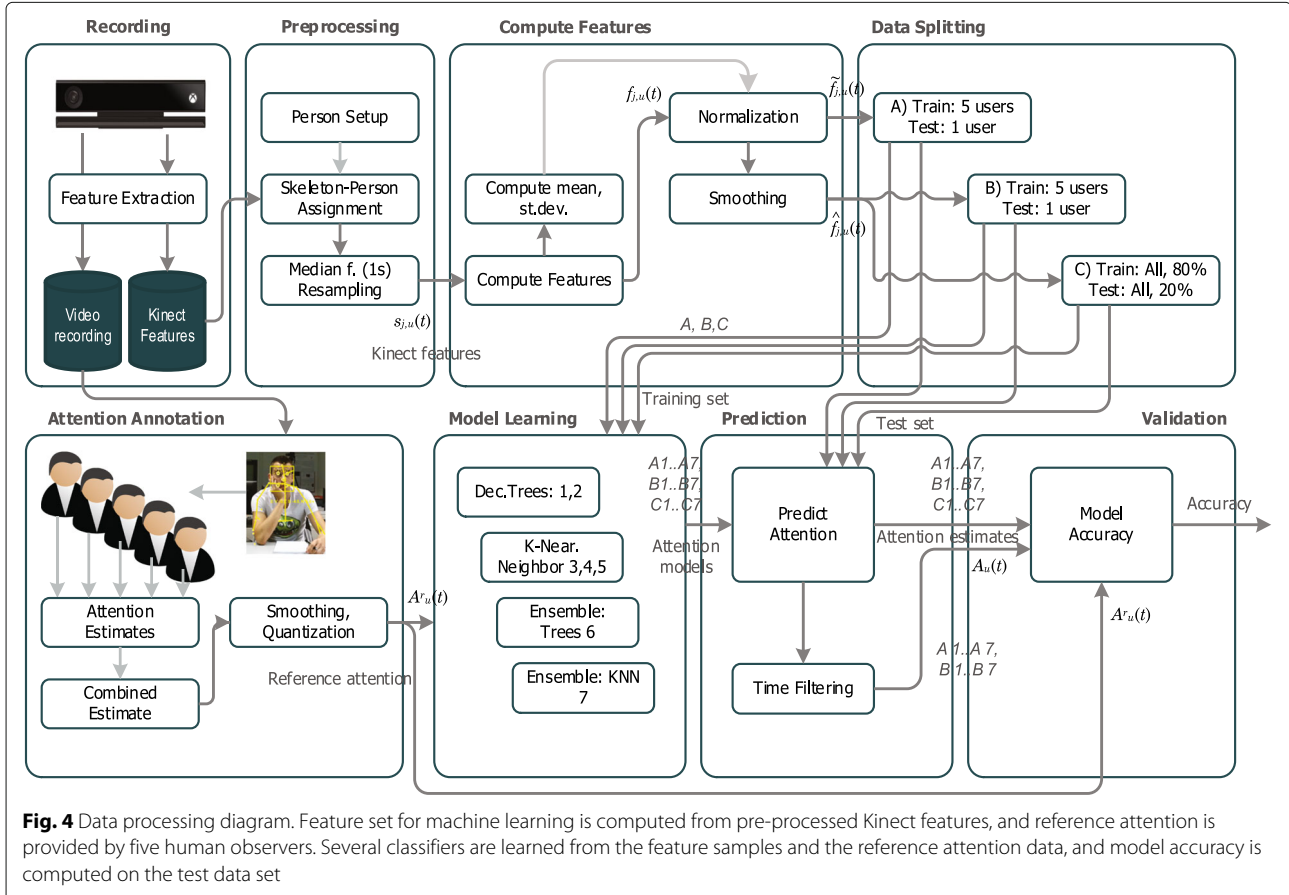 Recording
Preprocessing
Compute Features
Data Splitting
Feature Extraction
Video
recording
Kinect
Features
Person Setup
Skeleton-Person
Assignment
Median f. (1s)
Resampling
s_{j,u}(t)
Kinect features
Compute mean,
st.dev.
Compute Features
f_{j,u}(t)
Normalization
Smoothing
\widetilde{f}_{j,u}(t)
\hat{f}_{j,u}(t)
A) Train: 5 users
Test: 1 user
B) Train: 5 users
Test: 1 user
C) Train: All, 80%
Test: All, 20%
A, B,C
Training set
Test set
Attention Annotation
Model Learning
Prediction
Validation
Attention
Estimates
Combined
Estimate
Smoothing,
Quantization
A^r_u(t)
Reference attention
Dec.Trees: 1,2
K-Near.
Neighbor 3,4,5
Ensemble:
Trees 6
Ensemble: KNN
7
A1..A7,
B1..B7,
C1..C7
Attention
models
Predict
Attention
Time Filtering
A1..A7,
B1..B7,
C1..C7
Attention estimates
A_u(t)
A 1..A 7,
B 1..B 7
Model
Accuracy
A^r_u(t)
Accuracy
Fig. 4 Data processing diagram. Feature set for machine learning is computed from pre-processed Kinect features, and reference attention is
provided by five human observers. Several classifiers are learned from the feature samples and the reference attention data, and model accuracy is
computed on the test data set